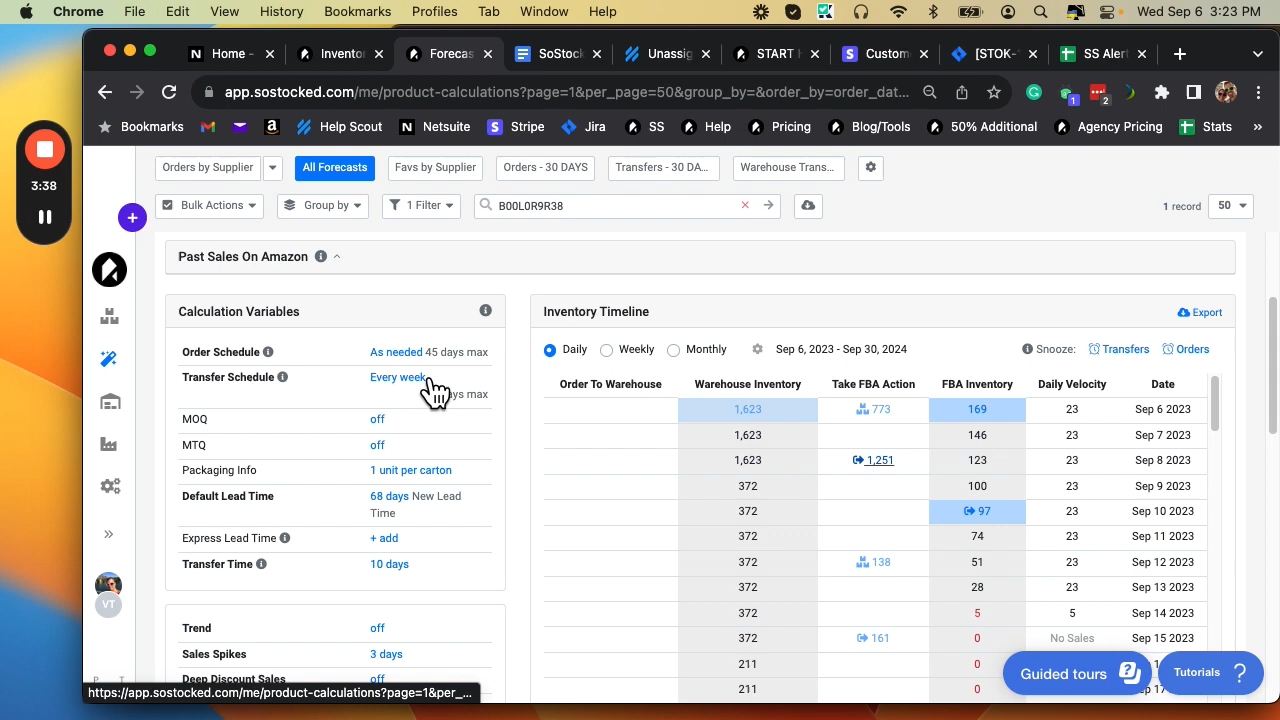 Chrome File Edit View History Bookmarks Profiles Tab Window Help Wed Sep 6 3:23 PM
Home - Inventor Forecas SoStock Unassig START H Custom [STOK- SS Alert
app.sostocked.com/me/product-calculations?page=1&per_page=50&group_by=&order_by=order_dat...
1 2
Bookmarks Help Scout Netsuite Stripe Jira SS Help Pricing Blog/Tools 50% Additional Agency Pricing Stats »
3:38
Orders by Supplier All Forecasts Favs by Supplier Orders - 30 DAYS Transfers - 30 DA... Warehouse Trans...
Bulk Actions Group by 1 Filter B00L0R9R38 1 record 50
Past Sales On Amazon
Calculation Variables
Order Schedule As needed 45 days max
Transfer Schedule Every week
days max
MOQ off
MTQ off
Packaging Info 1 unit per carton
Default Lead Time 68 days New Lead
Time
Express Lead Time + add
Transfer Time 10 days
Trend off
Sales Spikes 3 days
Deep Discount Sales off
Inventory Timeline Export
Daily Weekly Monthly Sep 6, 2023 - Sep 30, 2024 Snooze: Transfers Orders
Order To Warehouse Warehouse Inventory Take FBA Action FBA Inventory Daily Velocity Date
1,623 773 169 23 Sep 6 2023
1,623 146 23 Sep 7 2023
1,623 1,251 123 23 Sep 8 2023
372 100 23 Sep 9 2023
372 97 23 Sep 10 2023
372 74 23 Sep 11 2023
372 138 51 23 Sep 12 2023
372 28 23 Sep 13 2023
372 5 5 Sep 14 2023
372 161 0 No Sales Sep 15 2023
211 0
211 0
VT
P T
Guided tours
Tutorials ?
https://app.sostocked.com/me/product-calculations?page=1&per_...